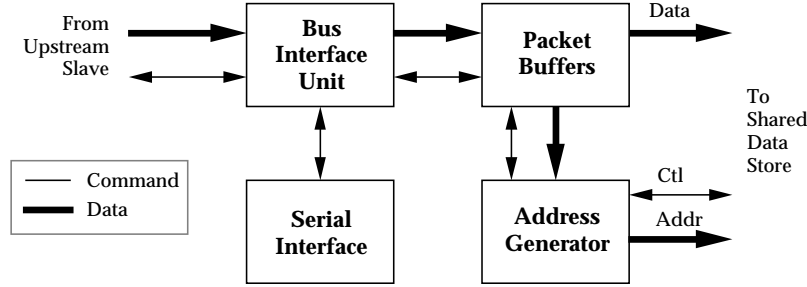 From
Upstream
Slave
Bus
Interface
Unit
Packet
Buffers
Data
To
Shared
Data
Store
Command
Data
Serial
Interface
Address
Generator
Ctl
Addr